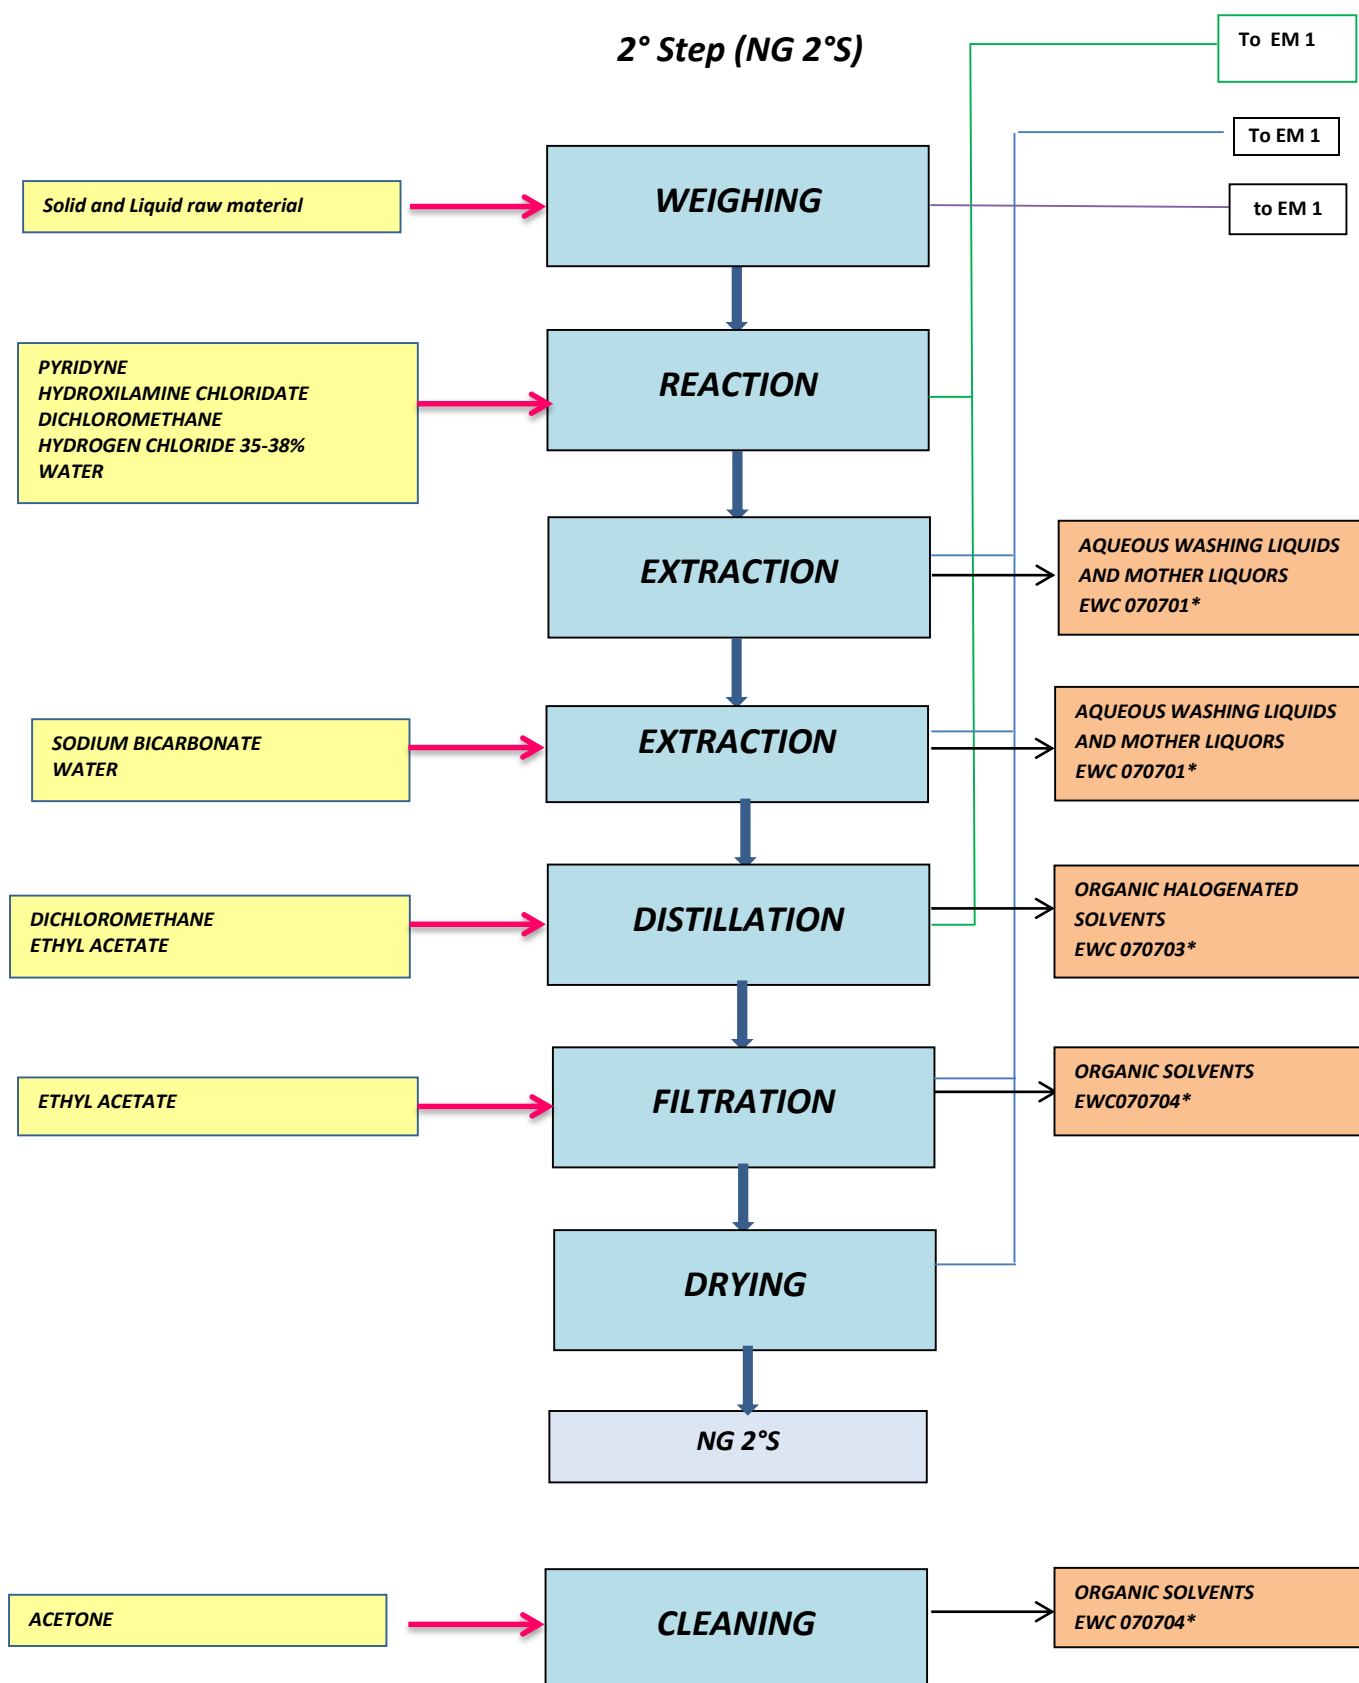 2° Step (NG 2°S)
To EM 1
To EM 1
Solid and Liquid raw material
WEIGHING
to EM 1
PYRIDYNE
HYDROXILAMINE CHLORIDATE
DICHLOROMETHANE
HYDROGEN CHLORIDE 35-38%
WATER
REACTION
EXTRACTION
AQUEOUS WASHING LIQUIDS
AND MOTHER LIQUORS
EWC 070701*
SODIUM BICARBONATE
WATER
EXTRACTION
AQUEOUS WASHING LIQUIDS
AND MOTHER LIQUORS
EWC 070701*
DICHLOROMETHANE
ETHYL ACETATE
DISTILLATION
ORGANIC HALOGENATED
SOLVENTS
EWC 070703*
ETHYL ACETATE
FILTRATION
ORGANIC SOLVENTS
EWC070704*
DRYING
NG 2°S
ACETONE
CLEANING
ORGANIC SOLVENTS
EWC 070704*